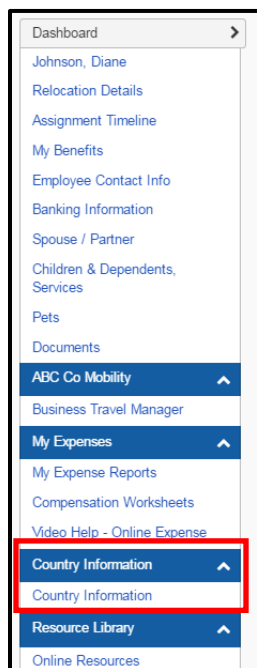 Dashboard
Johnson, Diane
Relocation Details
Assignment Timeline
My Benefits
Employee Contact Info
Banking Information
Spouse / Partner
Children & Dependents,
Services
Pets
Documents
ABC Co Mobility
Business Travel Manager
My Expenses
My Expense Reports
Compensation Worksheets
Video Help - Online Expense
Country Information
Country Information
Resource Library
Online Resources